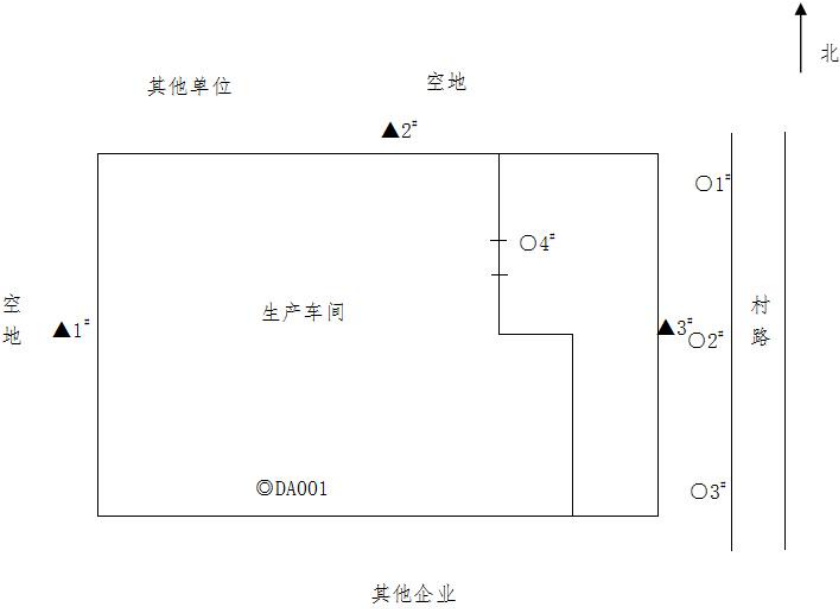 北
其他单位
空地
▲2#
○1#
○4#
空地
▲1#
生产车间
▲3#
○2#
村路
◎DA001
○3#
其他企业